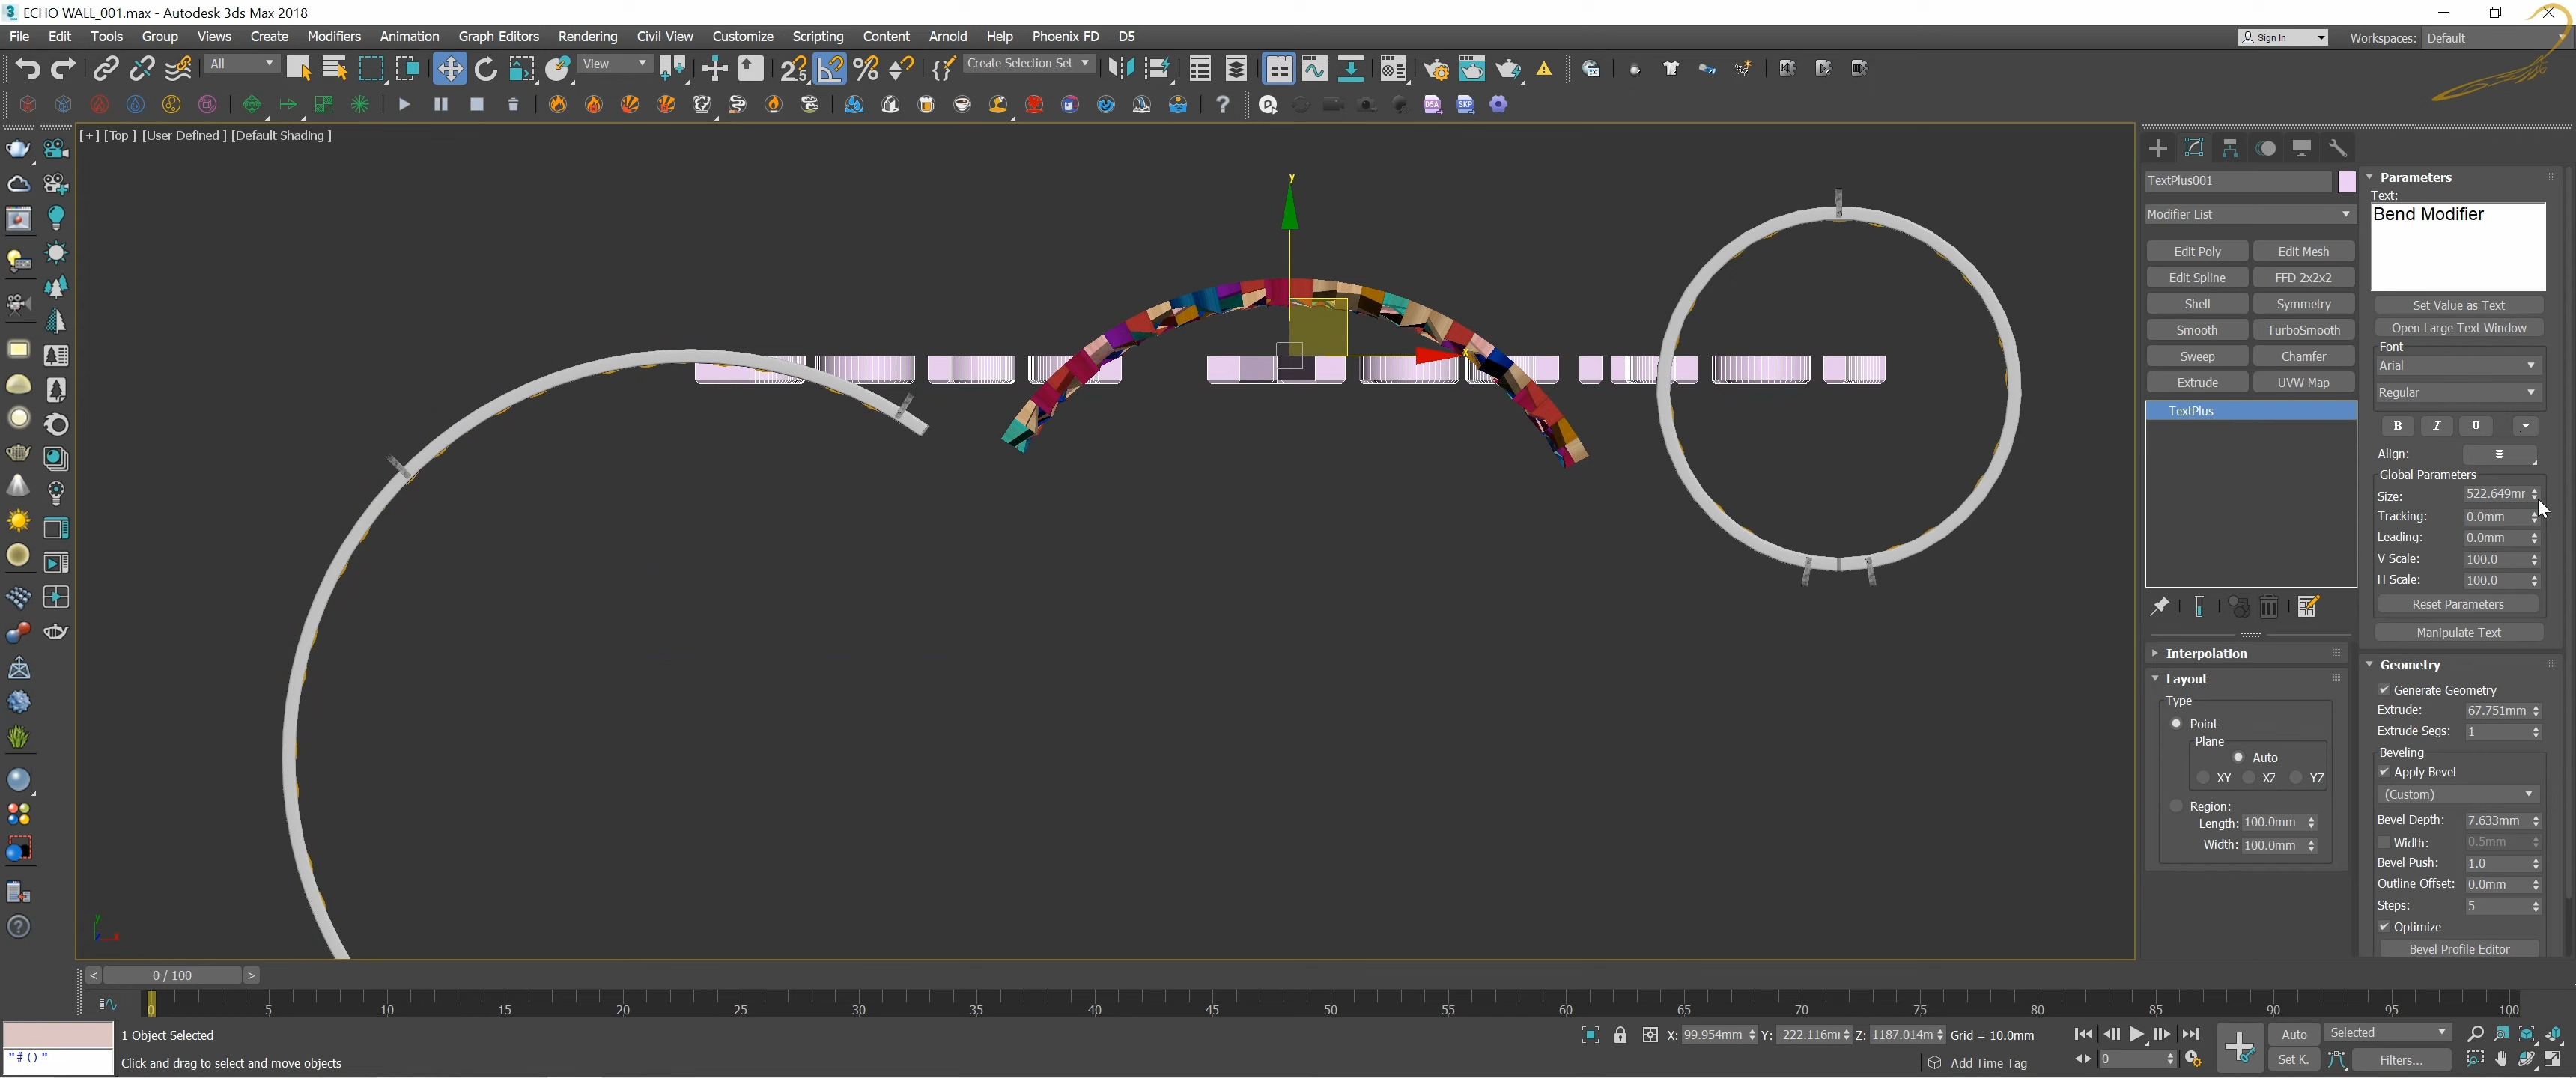 ECHO WALL_001.max - Autodesk 3ds Max 2018
File Edit Tools Group Views Create Modifiers Animation Graph Editors Rendering Civil View Customize Scripting Content Arnold Help Phoenix FD D5
Sign In Workspaces: Default
All View Create Selection Set
[+] [Top ] [User Defined ] [Default Shading ]
TextPlus001
Modifier List
Edit Poly Edit Mesh
Edit Spline FFD 2x2x2
Shell Symmetry
Smooth TurboSmooth
Sweep Chamfer
Extrude UVW Map
TextPlus
Interpolation
Layout
Type
Point
Plane
Auto
XY XZ YZ
Region:
Length: 100.0mm
Width: 100.0mm
Parameters
Text:
Bend Modifier
Set Value as Text
Open Large Text Window
Font
Arial
Regular
B I U
Align:
Global Parameters
Size: 522.649mr
Tracking: 0.0mm
Leading: 0.0mm
V Scale: 100.0
H Scale: 100.0
Reset Parameters
Manipulate Text
Geometry
Generate Geometry
Extrude: 67.751mm
Extrude Segs: 1
Beveling
Apply Bevel
(Custom)
Bevel Depth: 7.633mm
Width: 0.5mm
Bevel Push: 1.0
Outline Offset: 0.0mm
Steps: 5
Optimize
Bevel Profile Editor
y
x
< 0 / 100 >
0 5 10 15 20 25 30 35 40 45 50 55 60 65 70 75 80 85 90 95 100
"#()"
1 Object Selected
Click and drag to select and move objects
X: 99.954mm Y: -222.116mi Z: 1187.014m Grid = 10.0mm
Add Time Tag
0
Auto Selected
Set K. Filters...